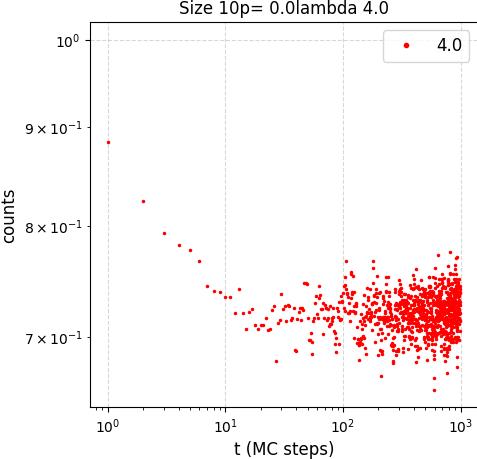 Size 10p= 0.0lambda 4.0
4.0
10⁰
9 × 10⁻¹
8 × 10⁻¹
7 × 10⁻¹
counts
10⁰ 10¹ 10² 10³
t (MC steps)